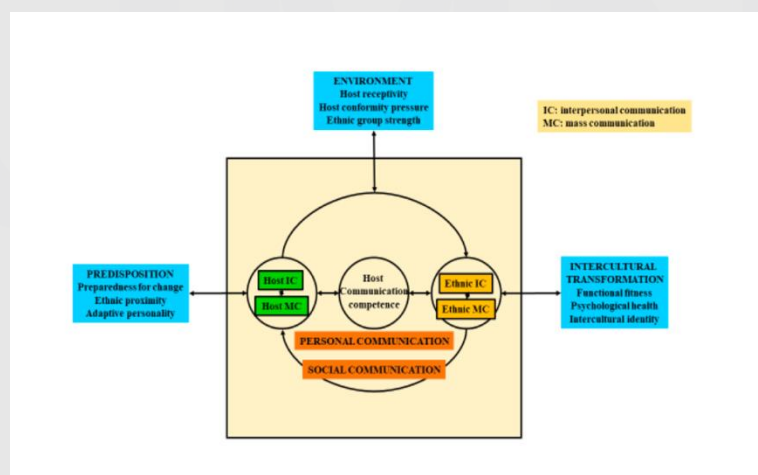 ENVIRONMENT
Host receptivity
Host conformity pressure
Ethnic group strength
IC: interpersonal communication
MC: mass communication
PREDISPOSITION
Preparedness for change
Ethnic proximity
Adaptive personality
Host IC
Host MC
Host
Communication
competence
Ethnic IC
Ethnic MC
INTERCULTURAL
TRANSFORMATION
Functional fitness
Psychological health
Intercultural identity
PERSONAL COMMUNICATION
SOCIAL COMMUNICATION